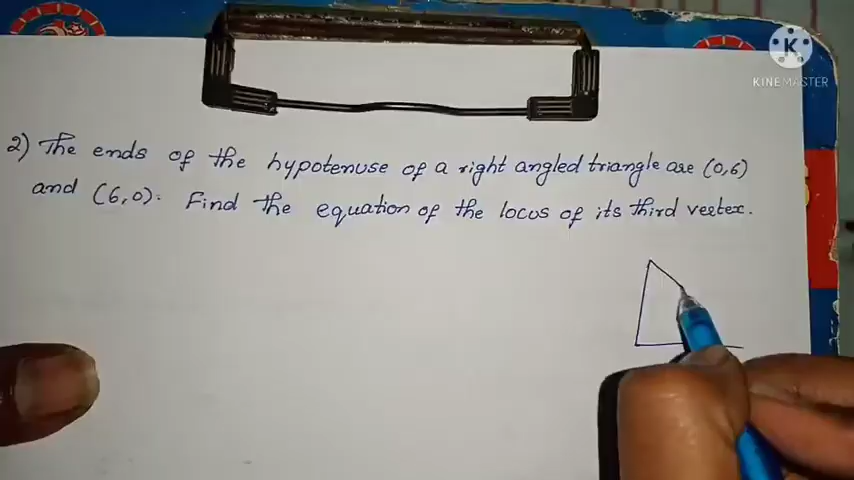 2) The ends of the hypotenuse of a right angled triangle are (0,6)
and (6,0). Find the equation of the locus of its third vertex.
K
KINEMASTER